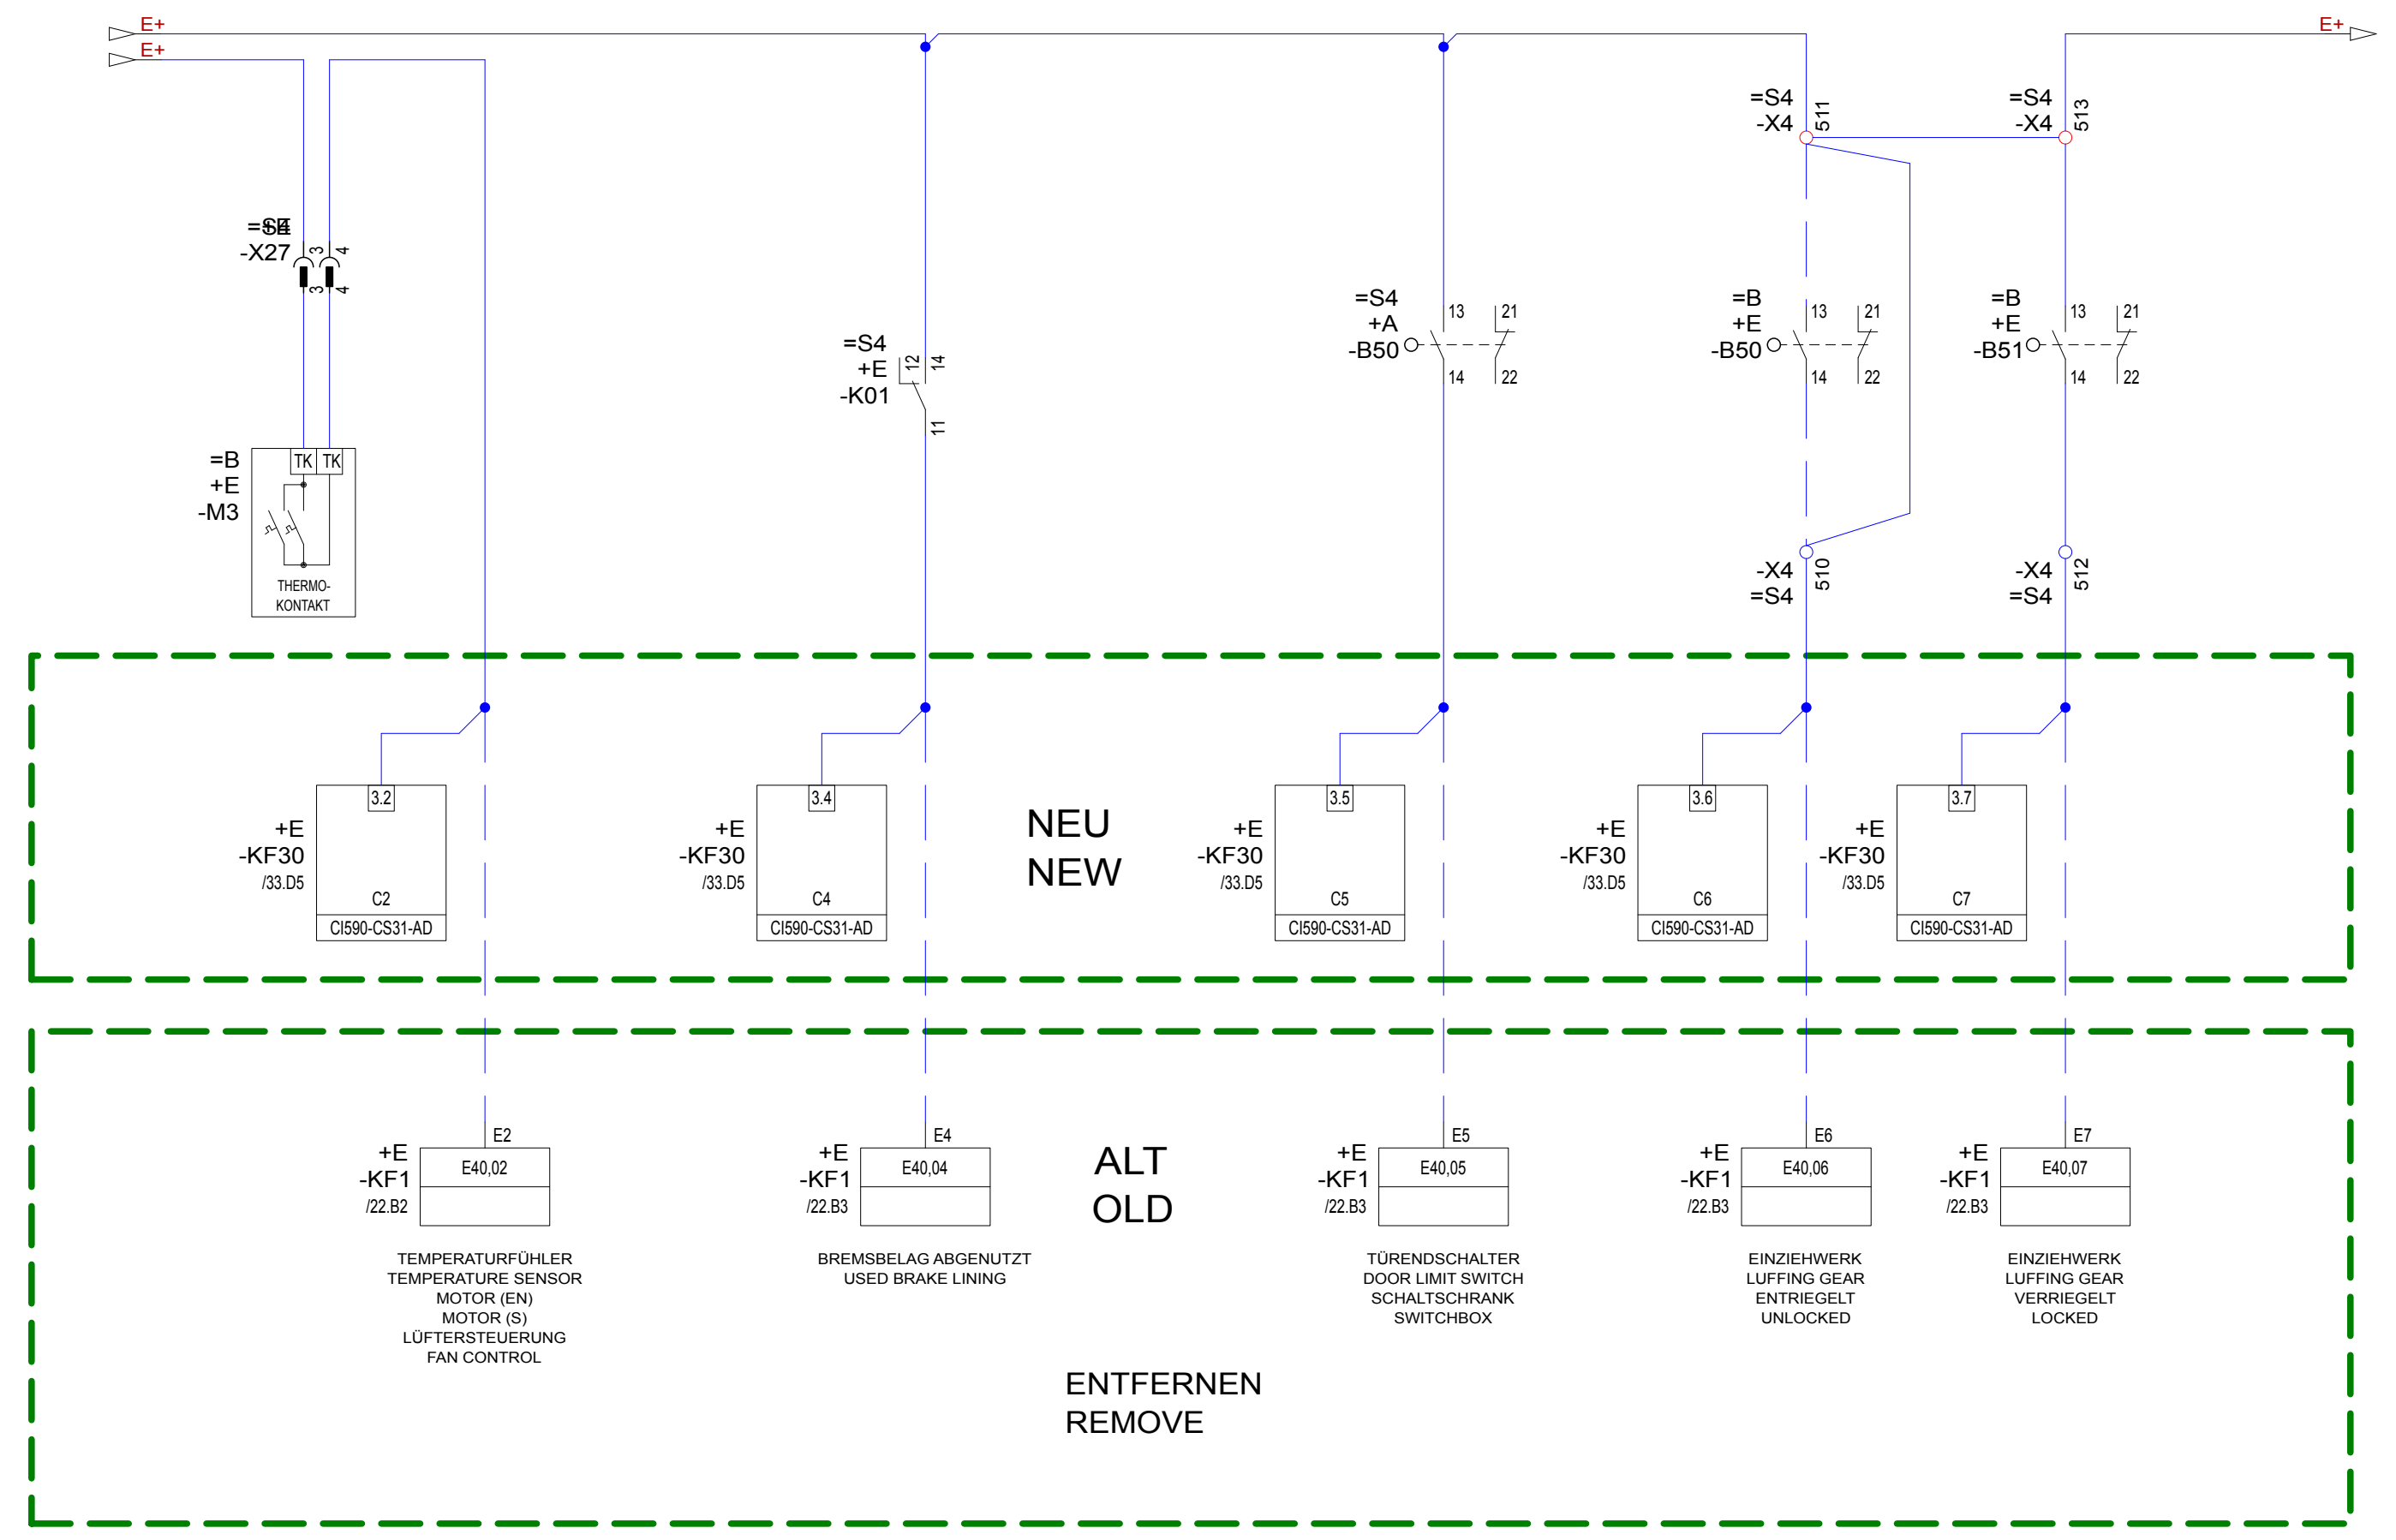 E+
E+
E+
=S4
-X4
511
=S4
-X4
513
-X27
3
4
3
4
=S4
+E
-K01
12
14
11
=S4
+A
-B50
13
21
14
22
=B
+E
-B50
13
21
14
22
=B
+E
-B51
13
21
14
22
=B
+E
-M3
TK TK
THERMO-
KONTAKT
-X4
=S4
510
-X4
=S4
512
3.2
+E
-KF30
/33.D5
C2
CI590-CS31-AD
3.4
+E
-KF30
/33.D5
C4
CI590-CS31-AD
NEU
NEW
3.5
+E
-KF30
/33.D5
C5
CI590-CS31-AD
3.6
+E
-KF30
/33.D5
C6
CI590-CS31-AD
3.7
+E
-KF30
/33.D5
C7
CI590-CS31-AD
E2
+E
-KF1
/22.B2
E40,02
TEMPERATURFÜHLER
TEMPERATURE SENSOR
MOTOR (EN)
MOTOR (S)
LÜFTERSTEUERUNG
FAN CONTROL
E4
+E
-KF1
/22.B3
E40,04
BREMSBELAG ABGENUTZT
USED BRAKE LINING
ALT
OLD
E5
+E
-KF1
/22.B3
E40,05
TÜRENDSCHALTER
DOOR LIMIT SWITCH
SCHALTSCHRANK
SWITCHBOX
E6
+E
-KF1
/22.B3
E40,06
EINZIEHWERK
LUFFING GEAR
ENTRIEGELT
UNLOCKED
E7
+E
-KF1
/22.B3
E40,07
EINZIEHWERK
LUFFING GEAR
VERRIEGELT
LOCKED
ENTFERNEN
REMOVE